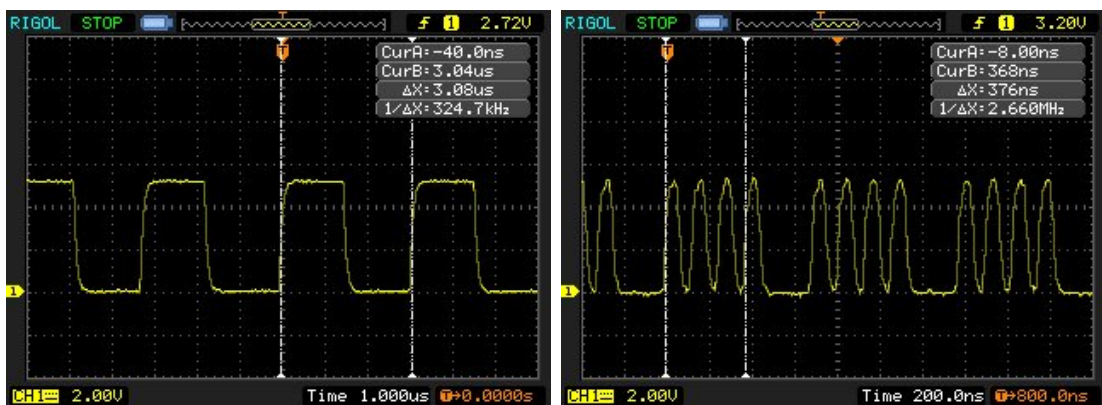 RIGOL STOP T f 1 2.72V
CurA:-40.0ns
CurB:3.04us
ΔX:3.08us
1/ΔX:324.7kHz
T
1
CH1 2.00V Time 1.000us T→0.0000s
RIGOL STOP T f 1 3.20V
CurA:-8.00ns
CurB:368ns
ΔX:376ns
1/ΔX:2.660MHz
T
1
CH1 2.00V Time 200.0ns T→800.0ns